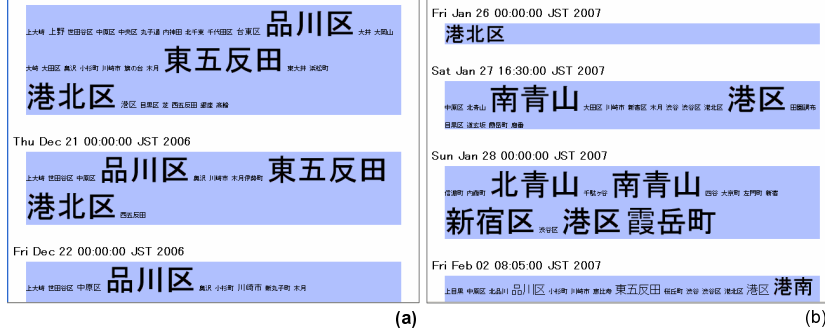 上大崎 上野 世田谷区 中原区 中央区 丸子通 内神田 北千束 千代田区 台東区 品川区 大井 大岡山
大崎 大田区 奥沢 小杉町 川崎市 旗の台 木月 東五反田 東大井 浜松町
港北区 港区 目黒区 芝 西五反田 銀座 高輪
Thu Dec 21 00:00:00 JST 2006
上大崎 世田谷区 中原区 品川区 奥沢 川崎市 木月伊勢町 東五反田
港北区 西五反田
Fri Dec 22 00:00:00 JST 2006
上大崎 世田谷区 中原区 品川区 奥沢 小杉町 川崎市 新丸子町 木月
(a)
Fri Jan 26 00:00:00 JST 2007
港北区
Sat Jan 27 16:30:00 JST 2007
中原区 北青山 南青山 大田区 川崎市 新宿区 木月 渋谷 渋谷区 港北区 港区 田園調布
目黒区 道玄坂 霞岳町
Sun Jan 28 00:00:00 JST 2007
信濃町 内藤町 北青山 千駄ヶ谷 南青山 四谷 大京町 左門町 新宿
新宿区 渋谷区 港区 霞岳町
Fri Feb 02 08:05:00 JST 2007
上目黒 中原区 北品川 品川区 小杉町 川崎市 恵比寿 東五反田 桜丘町 渋谷 渋谷区 港北区 港区 港南
(b)